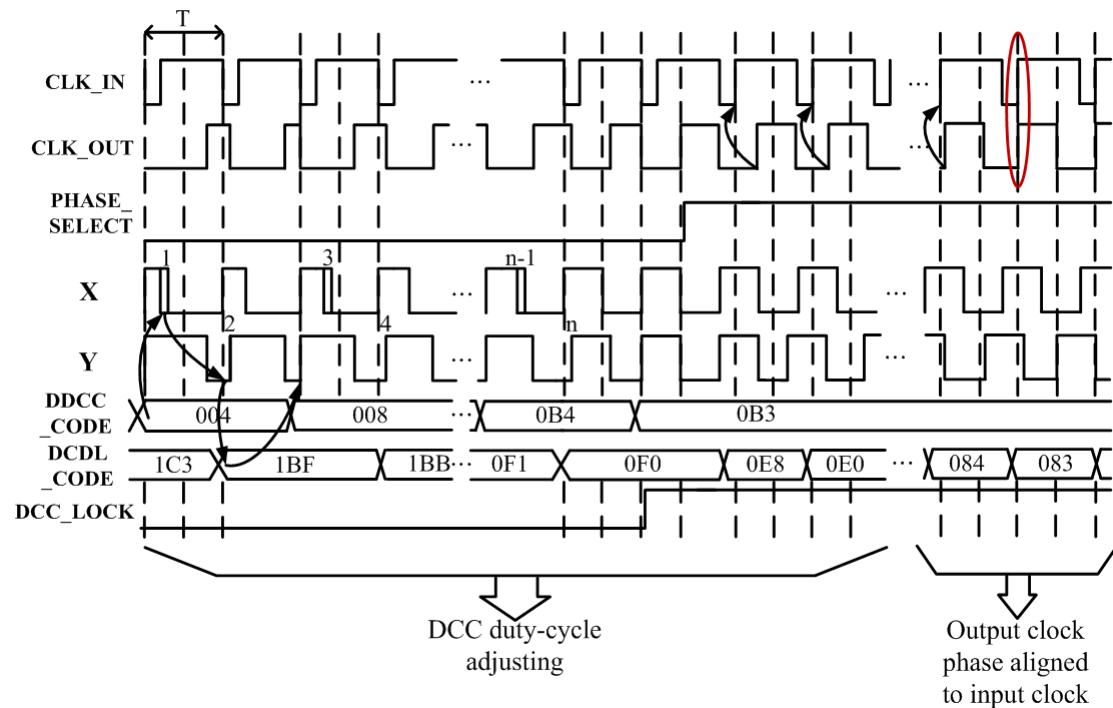 T
CLK_IN
...
...
CLK_OUT
...
...
PHASE_
SELECT
1
3
n-1
X
...
...
2
4
n
Y
...
...
DDCC
_CODE
004
008
...
0B4
0B3
DCDL
_CODE
1C3
1BF
1BB...
0F1
0F0
0E8
0E0
...
084
083
DCC_LOCK
DCC duty-cycle
adjusting
Output clock
phase aligned
to input clock